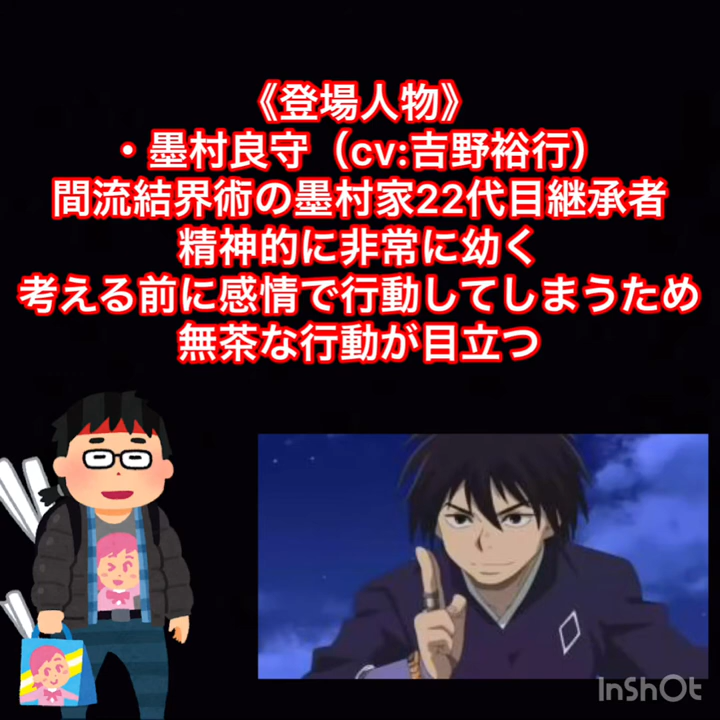 《登場人物》
・墨村良守（cv:吉野裕行）
間流結界術の墨村家22代目継承者
精神的に非常に幼く
考える前に感情で行動してしまうため
無茶な行動が目立つ
InShOt